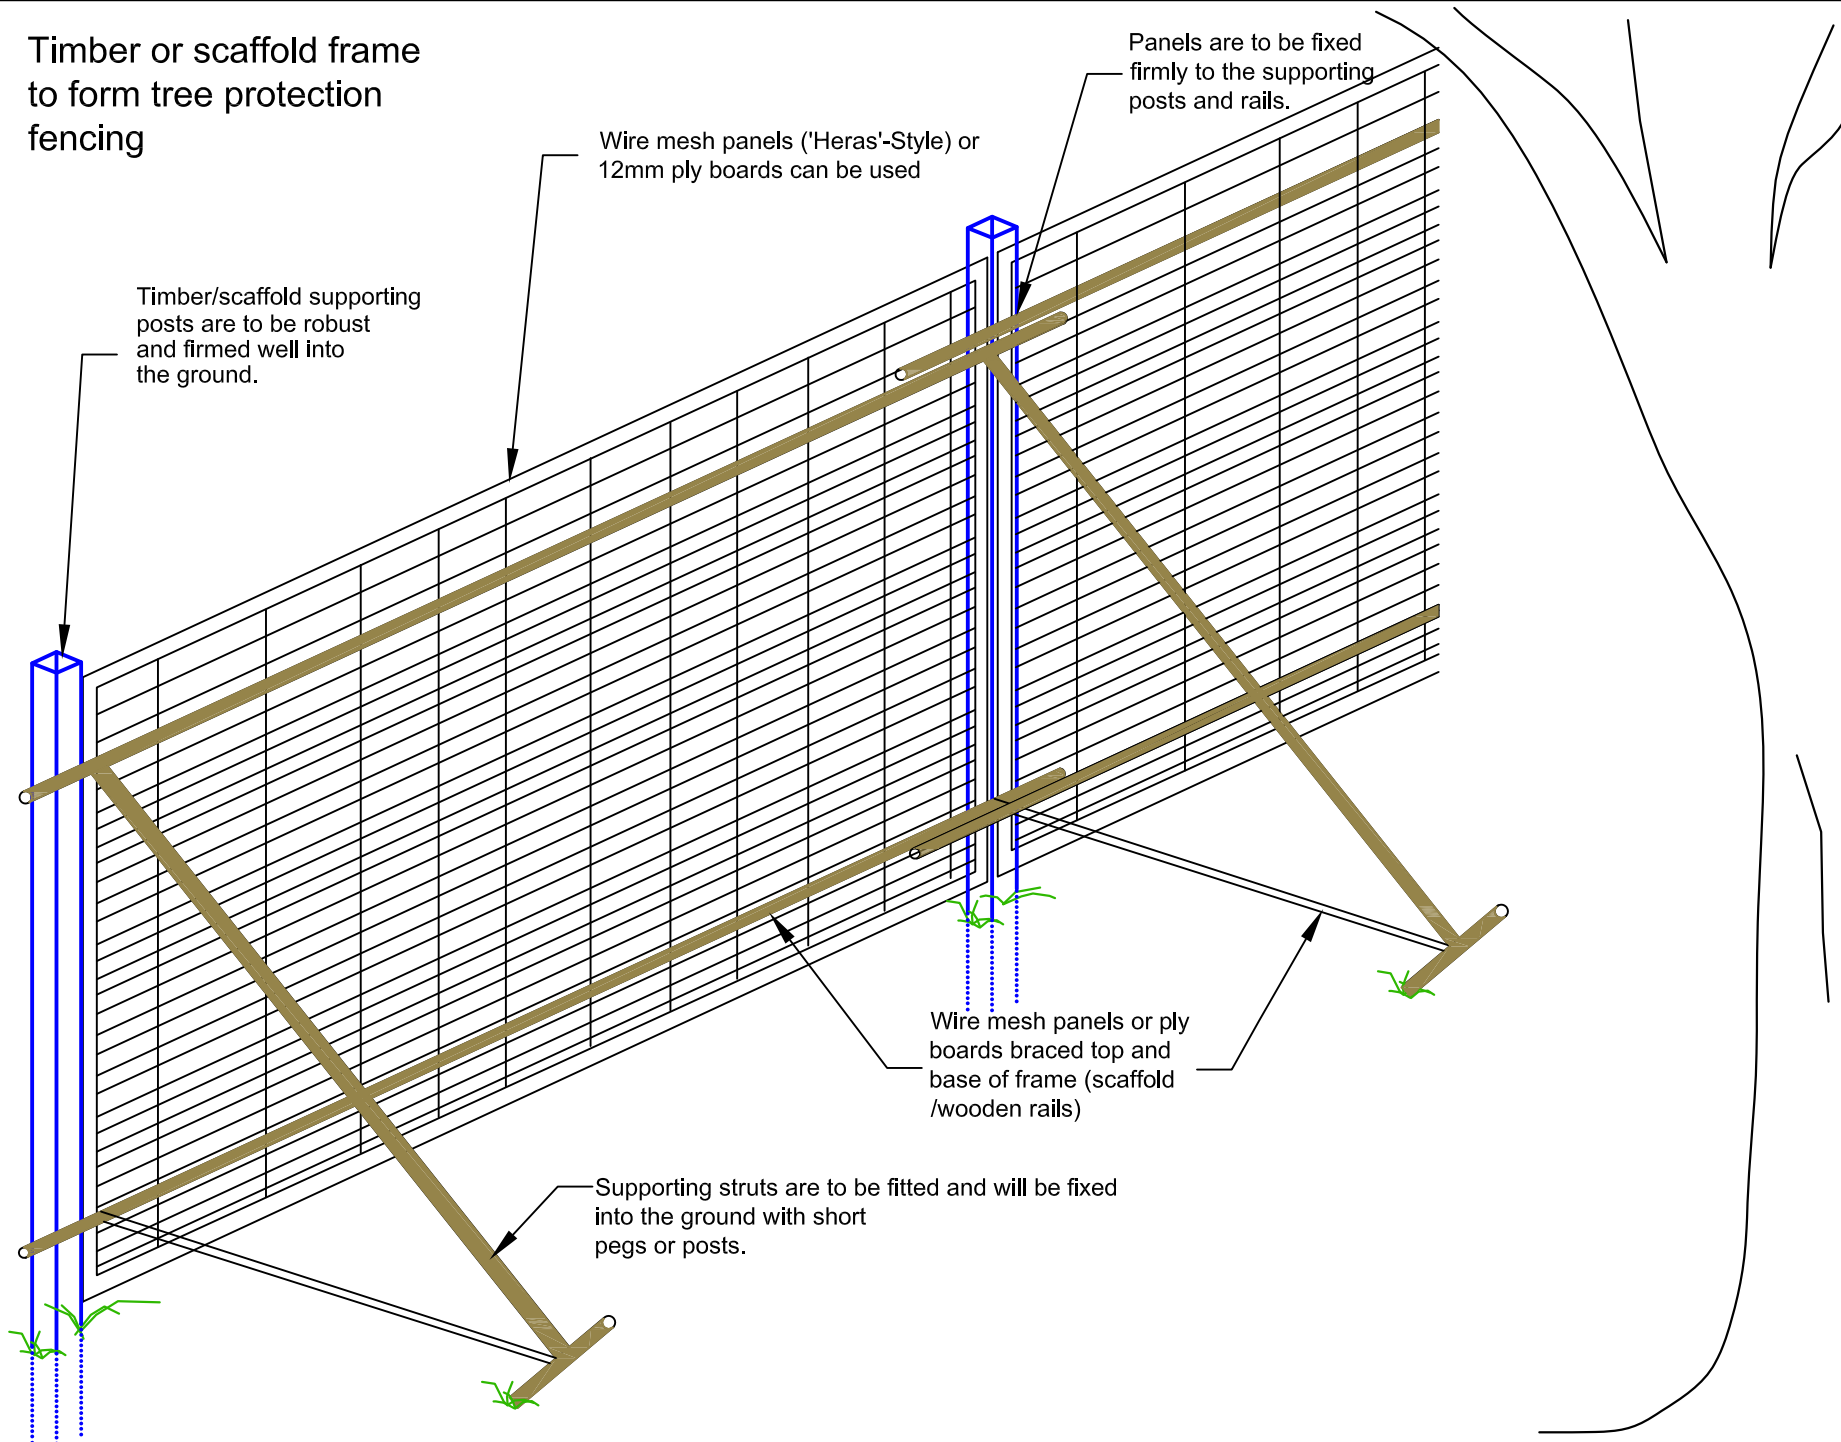 Timber or scaffold frame
to form tree protection
fencing
Panels are to be fixed
firmly to the supporting
posts and rails.
Wire mesh panels ('Heras'-Style) or
12mm ply boards can be used
Timber/scaffold supporting
posts are to be robust
and firmed well into
the ground.
Wire mesh panels or ply
boards braced top and
base of frame (scaffold
/wooden rails)
Supporting struts are to be fitted and will be fixed
into the ground with short
pegs or posts.